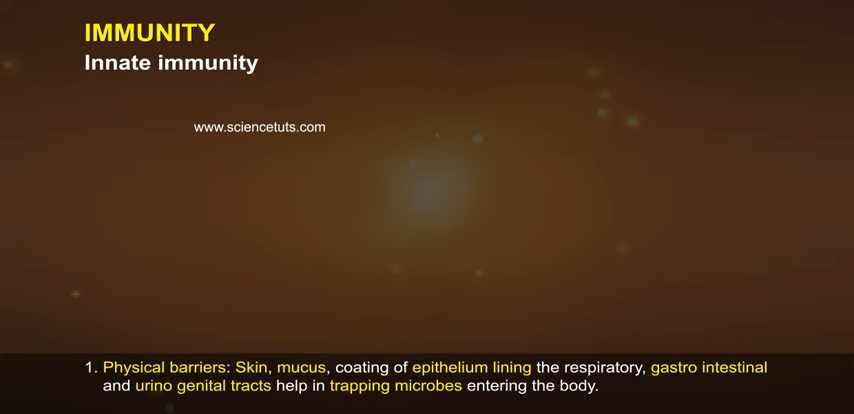 IMMUNITY
Innate immunity
www.sciencetuts.com
1. Physical barriers: Skin, mucus, coating of epithelium lining the respiratory, gastro intestinal
and urino genital tracts help in trapping microbes entering the body.